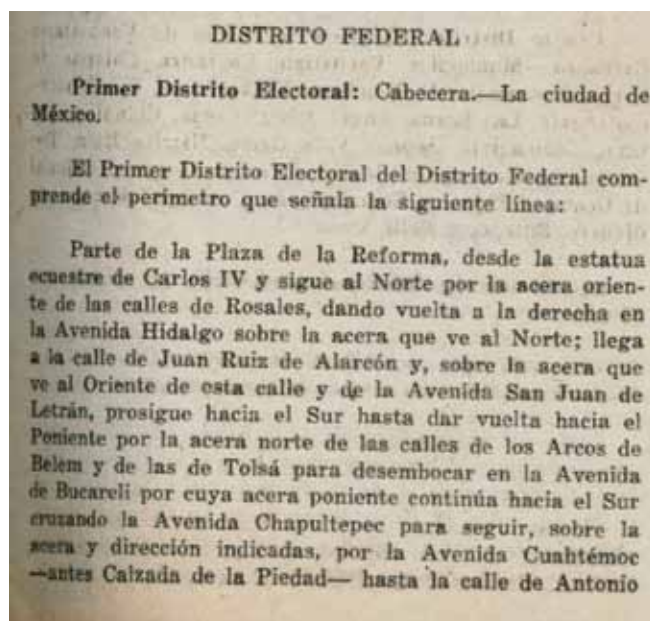 DISTRITO FEDERAL
Primer Distrito Electoral: Cabecera.—La ciudad de
México.
El Primer Distrito Electoral del Distrito Federal com-
prende el perímetro que señala la siguiente línea:
Parte de la Plaza de la Reforma, desde la estatua
ecuestre de Carlos IV y sigue al Norte por la acera orien-
te de las calles de Rosales, dando vuelta a la derecha en
la Avenida Hidalgo sobre la acera que ve al Norte; llega
a la calle de Juan Ruiz de Alarcón y, sobre la acera que
ve al Oriente de esta calle y de la Avenida San Juan de
Letrán, prosigue hacia el Sur hasta dar vuelta hacia el
Poniente por la acera norte de las calles de los Arcos de
Belem y de las de Tolsá para desembocar en la Avenida
de Bucareli por cuya acera poniente continúa hacia el Sur
cruzando la Avenida Chapultepec para seguir, sobre la
acera y dirección indicadas, por la Avenida Cuahtémoc
—antes Calzada de la Piedad— hasta la calle de Antonio